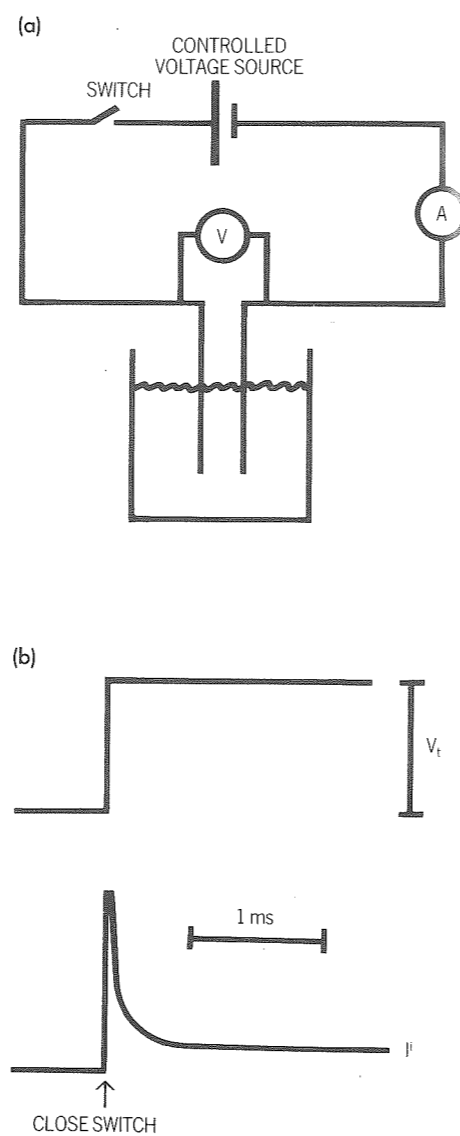 (a)
CONTROLLED
VOLTAGE SOURCE
SWITCH
V
A
(b)
Vₜ
1 ms
CLOSE SWITCH